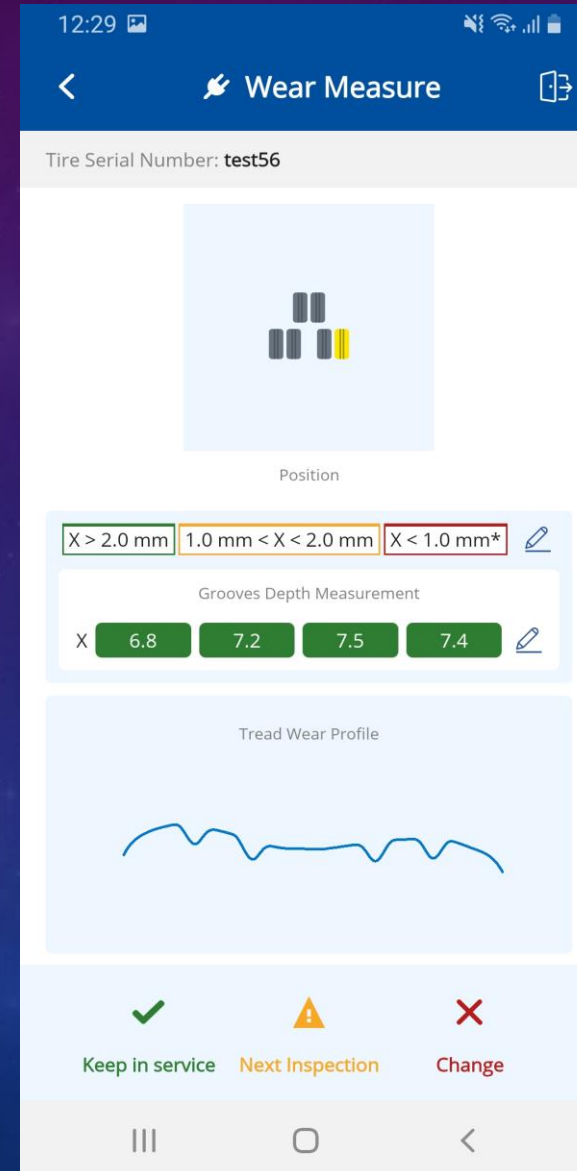 12:29
Wear Measure
Tire Serial Number: test56
Position
X > 2.0 mm 1.0 mm < X < 2.0 mm X < 1.0 mm*
Grooves Depth Measurement
X 6.8 7.2 7.5 7.4
Tread Wear Profile
Keep in service Next Inspection Change